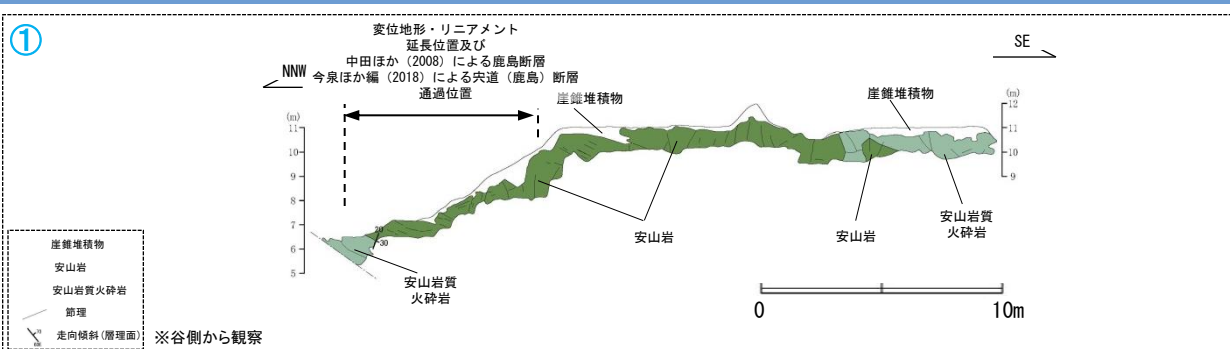 ①
変位地形・リニアメント
延長位置及び
中田ほか（2008）による鹿島断層
今泉ほか編（2018）による宍道（鹿島）断層
通過位置
NNW
SE
崖錐堆積物
崖錐堆積物
(m)
11
10
9
8
7
6
5
(m)
12
11
10
9
20
30
安山岩
安山岩
安山岩質
火砕岩
安山岩質
火砕岩
0
10m
崖錐堆積物
安山岩
安山岩質火砕岩
節理
走向傾斜(層理面)
※谷側から観察